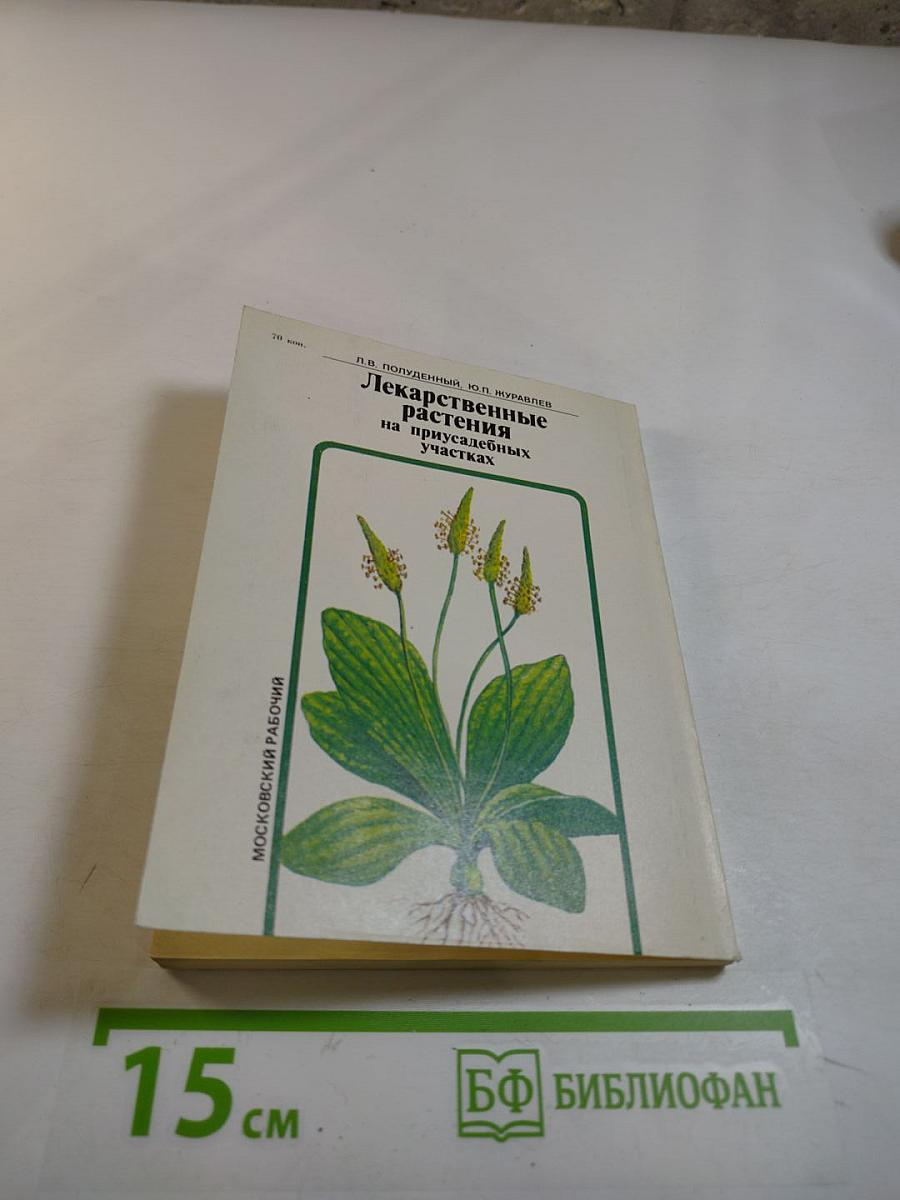 70 коп.
Л.В. ПОЛУДЕННЫЙ, Ю.П. ЖУРАВЛЕВ
Лекарственные
растения
на приусадебных
участках
МОСКОВСКИЙ РАБОЧИЙ
15 см
БФ БИБЛИОФАН